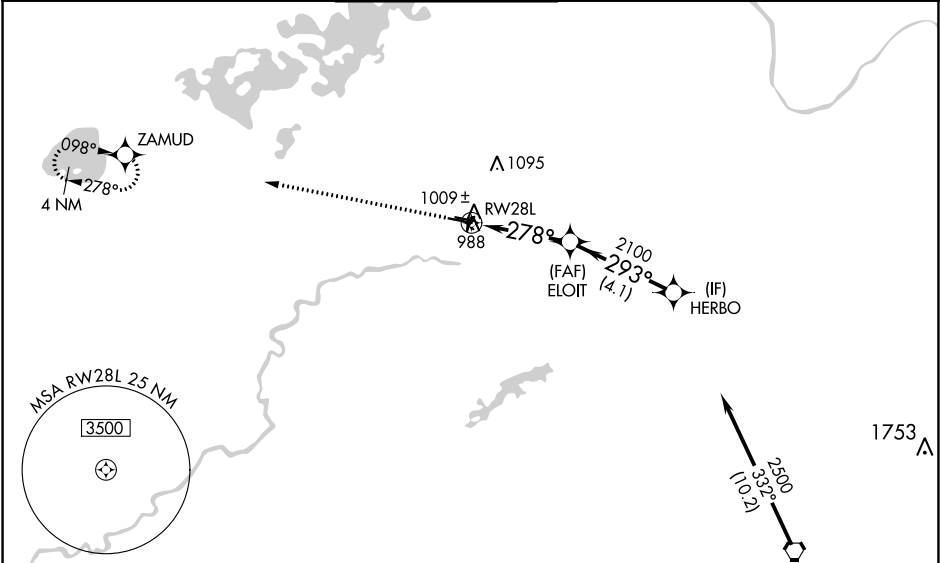 098°
ZAMUD
278°
4 NM
1095
1009±
RW28L
988
278°
2100
293°
(4.1)
(FAF)
ELOIT
(IF)
HERBO
MSA RW28L 25 NM
3500
1753
2500
332°
(10.2)